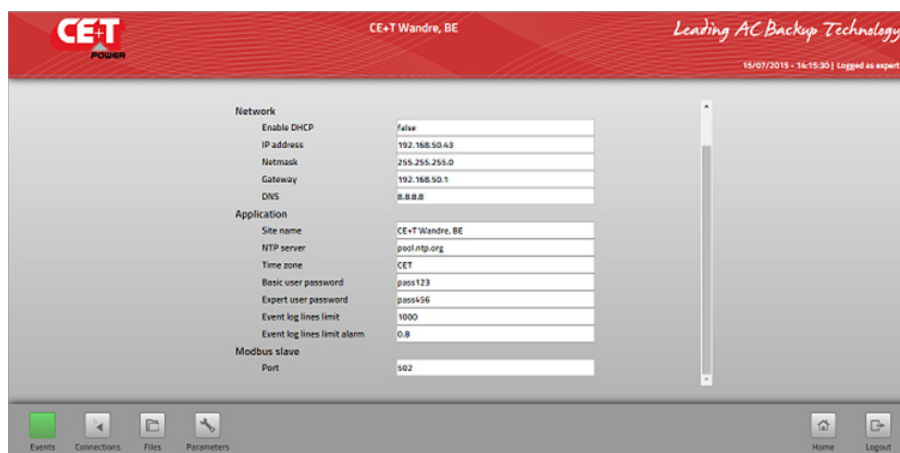 CE+T
POWER
CE+T Wandre, BE
Leading AC Backup Technology
15/07/2015 - 14:15:30 | Logged as expert
Network
Enable DHCP false
IP address 192.168.50.43
Netmask 255.255.255.0
Gateway 192.168.50.1
DNS 8.8.8.8
Application
Site name CE+T Wandre, BE
NTP server pool.ntp.org
Time zone CET
Basic user password pass123
Expert user password pass456
Event log lines limit 1000
Event log lines limit alarm 0.8
Modbus slave
Port 502
Events Connections Files Parameters Home Logout